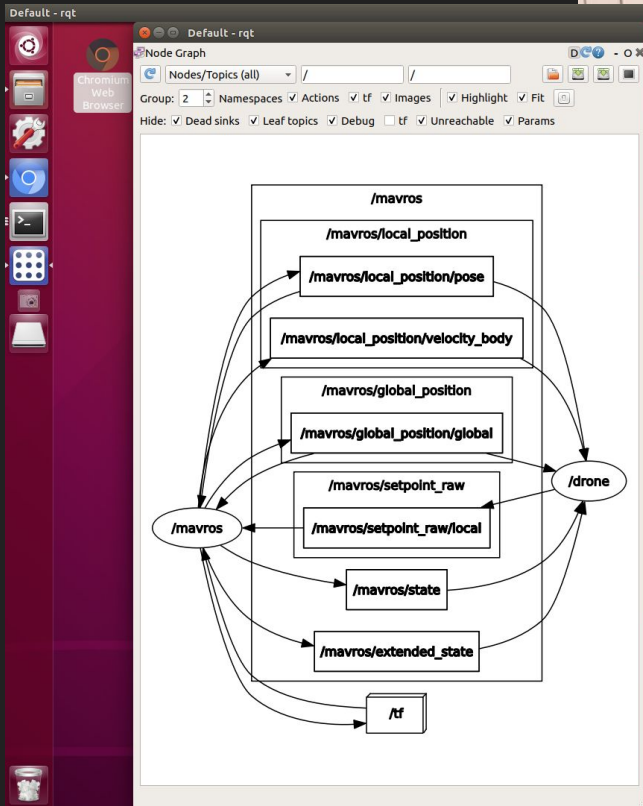 Default - rqt
Default - rqt
Chromium
Web
Browser
Node Graph
D C ? - O ✖
Nodes/Topics (all) / /
Group: 2 Namespaces ✓ Actions ✓ tf ✓ Images ✓ Highlight ✓ Fit
Hide: ✓ Dead sinks ✓ Leaf topics ✓ Debug tf ✓ Unreachable ✓ Params
/mavros
/mavros/local_position
/mavros/local_position/pose
/mavros/local_position/velocity_body
/mavros/global_position
/mavros/global_position/global
/mavros/setpoint_raw
/drone
/mavros
/mavros/setpoint_raw/local
/mavros/state
/mavros/extended_state
/tf